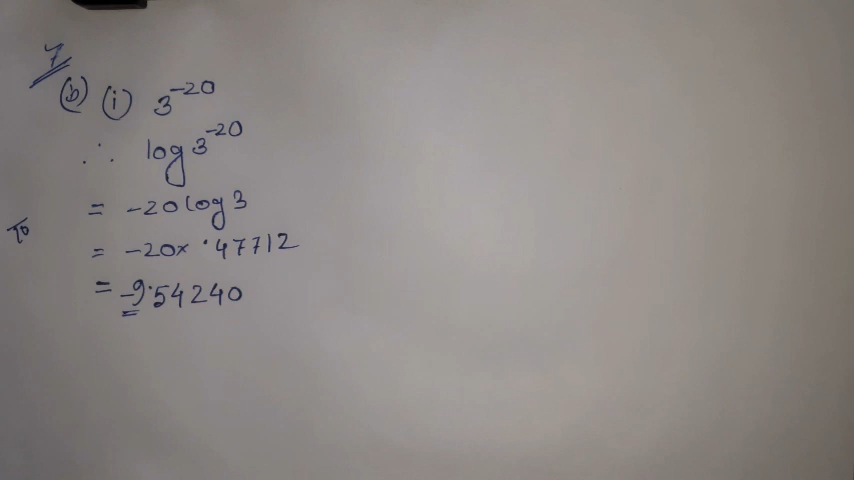 7
(b) (i) 3^-20
∴ log 3^-20
= -20 log 3
= -20 x .47712
= -9.54240